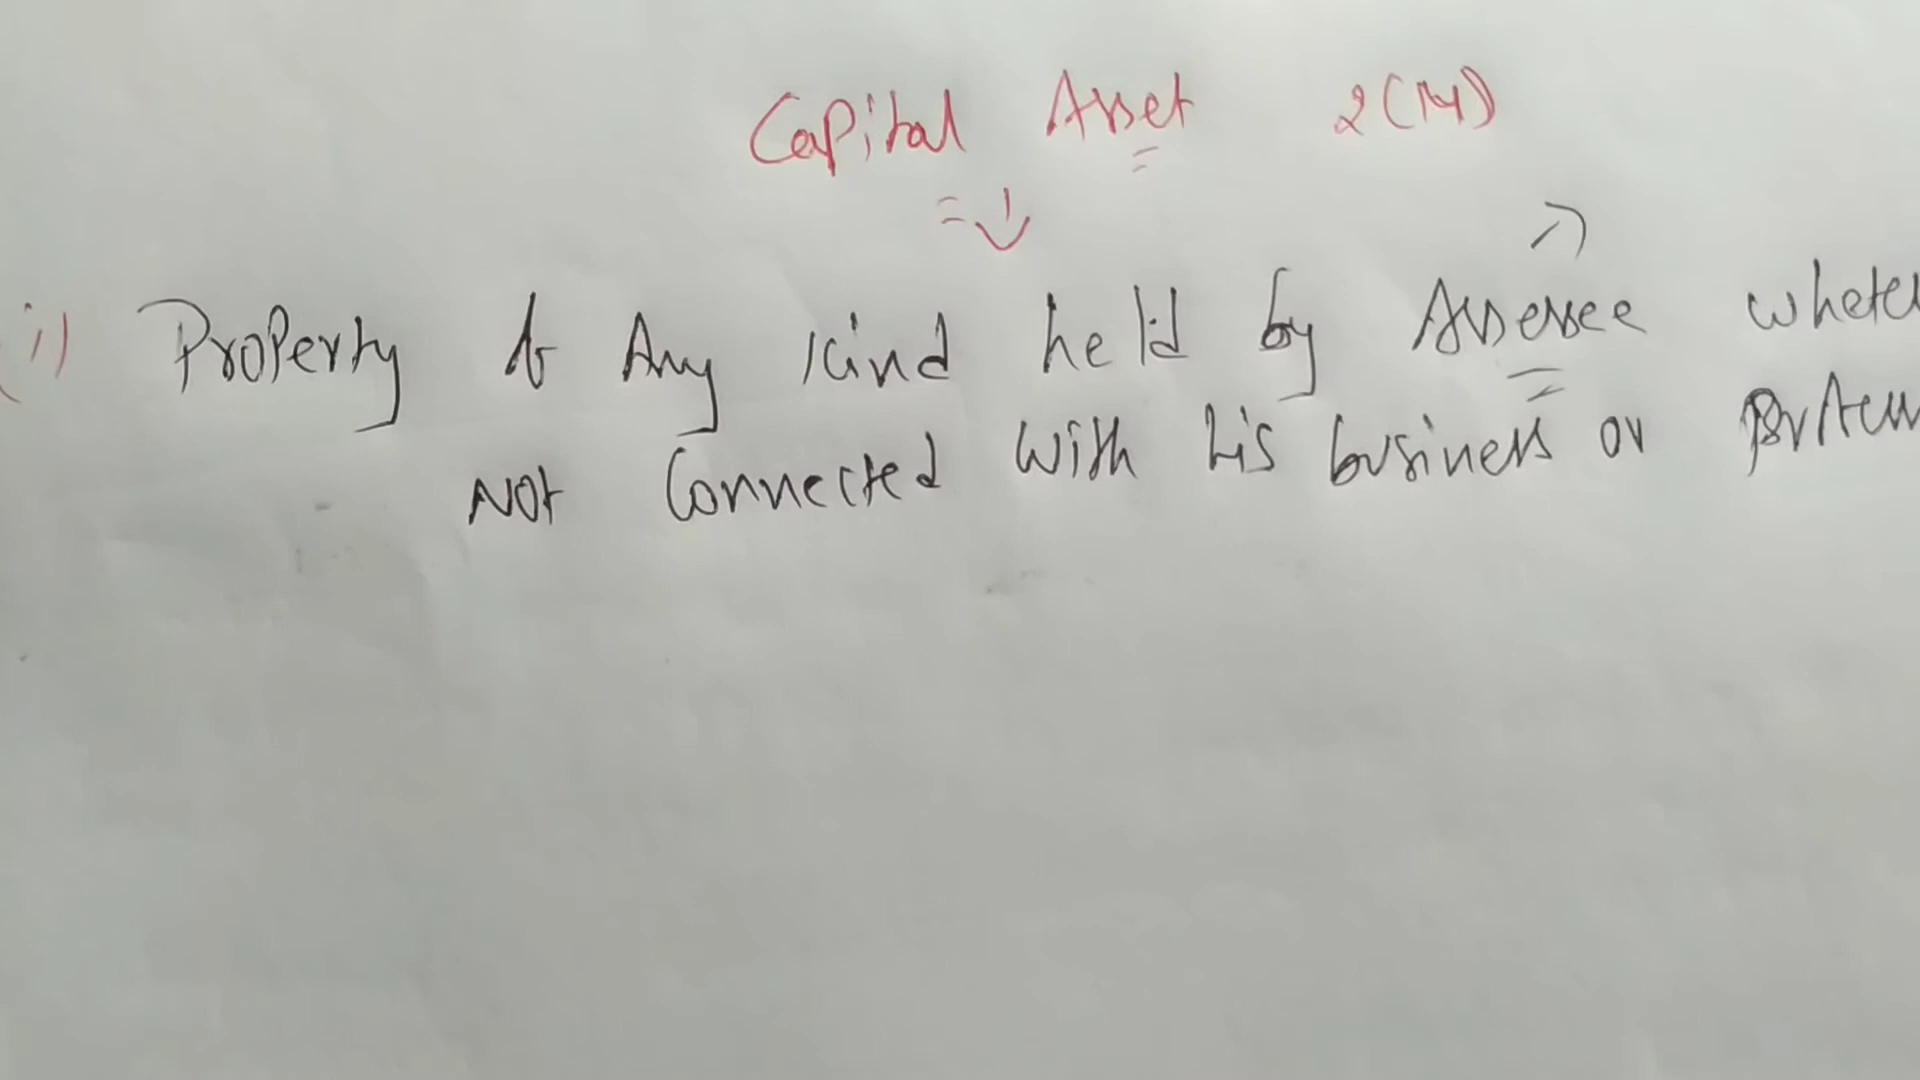 Capital Asset 2(14)
i) Property of Any kind held by Assessee
Not Connected with his business or